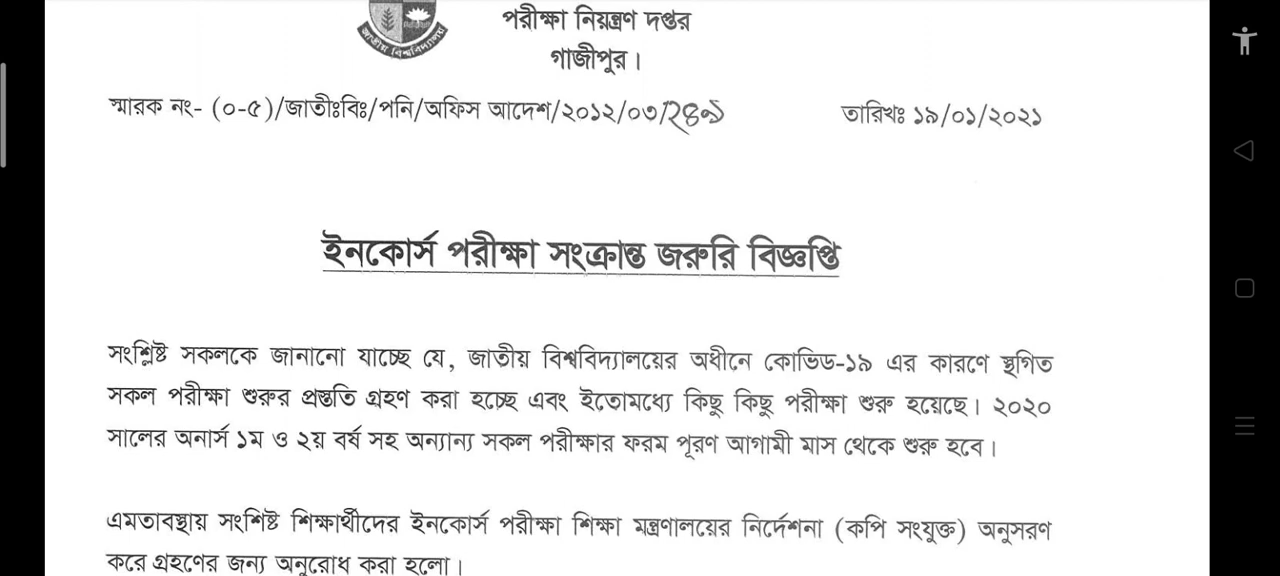 জাতীয় বিশ্ববিদ্যালয়
পরীক্ষা নিয়ন্ত্রণ দপ্তর
গাজীপুর।
স্মারক নং- (০-৫)/জাতীঃবিঃ/পনি/অফিস আদেশ/২০১২/০৩/২৪৯ তারিখঃ ১৯/০১/২০২১
ইনকোর্স পরীক্ষা সংক্রান্ত জরুরি বিজ্ঞপ্তি
সংশ্লিষ্ট সকলকে জানানো যাচ্ছে যে, জাতীয় বিশ্ববিদ্যালয়ের অধীনে কোভিড-১৯ এর কারণে স্থগিত
সকল পরীক্ষা শুরুর প্রস্তুতি গ্রহণ করা হচ্ছে এবং ইতোমধ্যে কিছু কিছু পরীক্ষা শুরু হয়েছে। ২০২০
সালের অনার্স ১ম ও ২য় বর্ষ সহ অন্যান্য সকল পরীক্ষার ফরম পূরণ আগামী মাস থেকে শুরু হবে।
এমতাবস্থায় সংশিষ্ট শিক্ষার্থীদের ইনকোর্স পরীক্ষা শিক্ষা মন্ত্রণালয়ের নির্দেশনা (কপি সংযুক্ত) অনুসরণ
করে গ্রহণের জন্য অনুরোধ করা হলো।